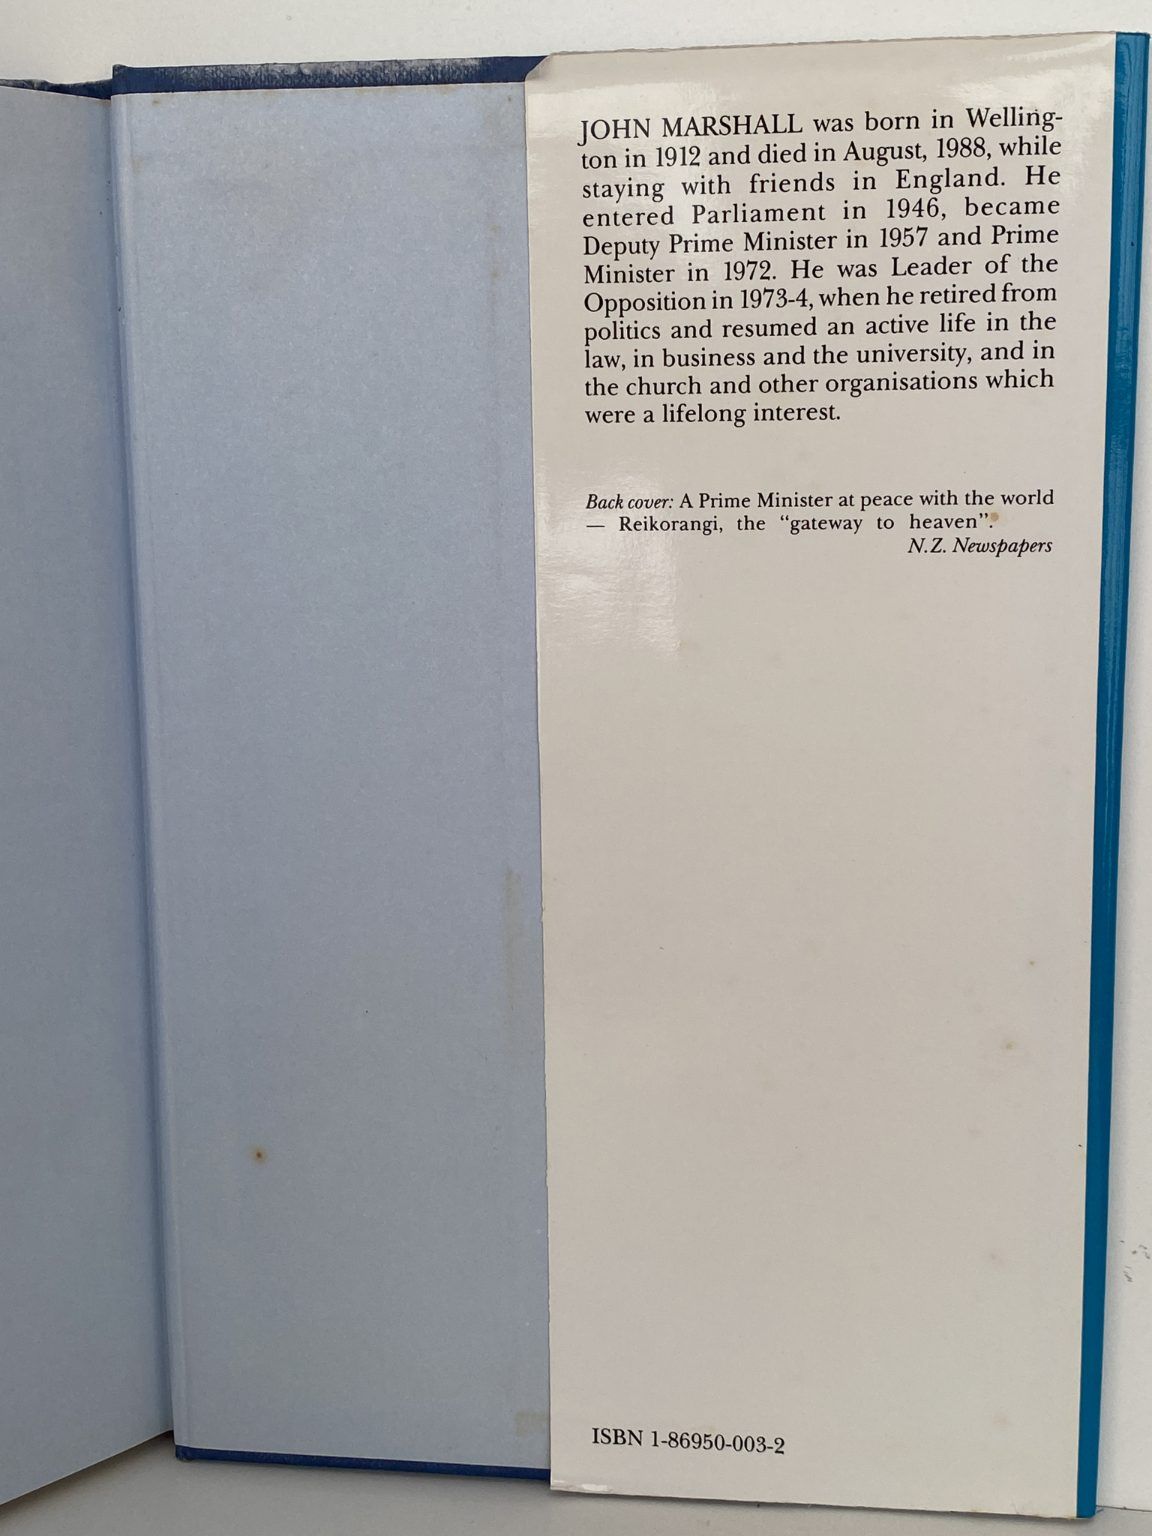 JOHN MARSHALL was born in Welling-
ton in 1912 and died in August, 1988, while
staying with friends in England. He
entered Parliament in 1946, became
Deputy Prime Minister in 1957 and Prime
Minister in 1972. He was Leader of the
Opposition in 1973-4, when he retired from
politics and resumed an active life in the
law, in business and the university, and in
the church and other organisations which
were a lifelong interest.
Back cover: A Prime Minister at peace with the world
— Reikorangi, the “gateway to heaven”.
N.Z. Newspapers
ISBN 1-86950-003-2